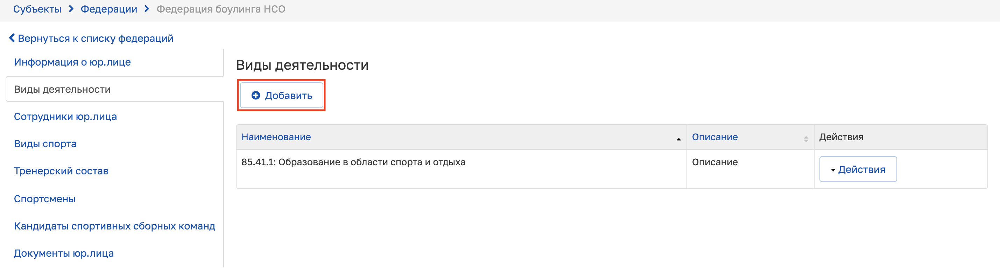 Субъекты > Федерации > Федерация боулинга НСО
Вернуться к списку федераций
Информация о юр.лице
Виды деятельности
Сотрудники юр.лица
Виды спорта
Тренерский состав
Спортсмены
Кандидаты спортивных сборных команд
Документы юр.лица
Виды деятельности
Добавить
Наименование Описание Действия
85.41.1: Образование в области спорта и отдыха Описание Действия